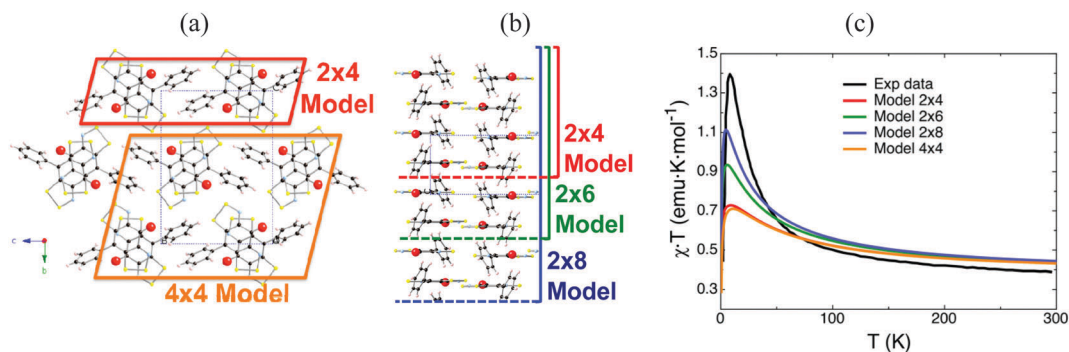 (a)
2x4
Model
4x4 Model
c
b
(b)
2x4
Model
2x6
Model
2x8
Model
(c)
χ·T (emu·K·mol⁻¹)
1.5
1.3
1.1
0.9
0.7
0.5
0.3
Exp data
Model 2x4
Model 2x6
Model 2x8
Model 4x4
0
100
200
300
T (K)